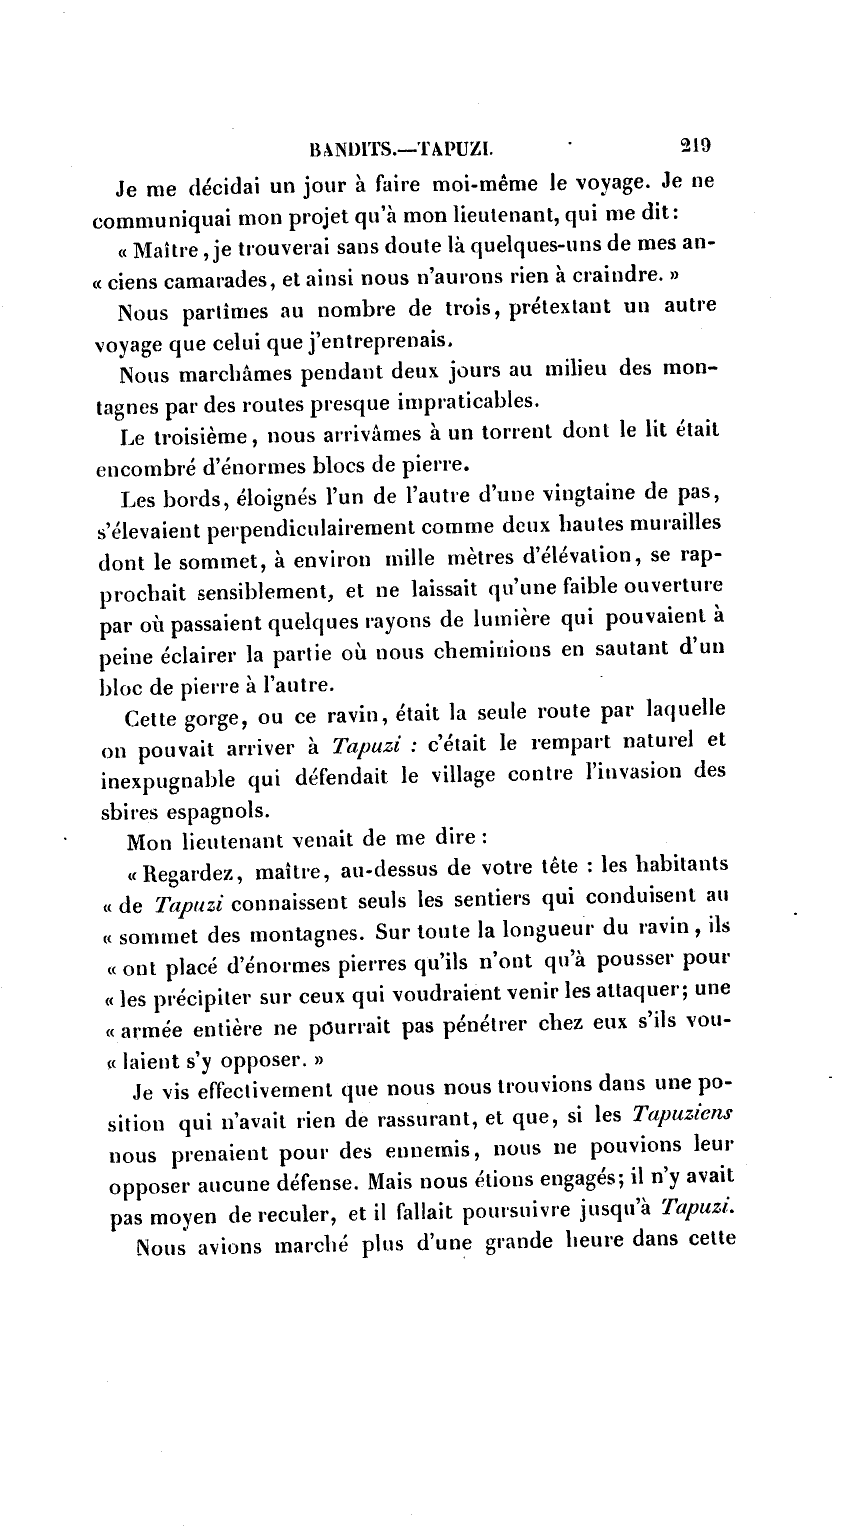 BANDITS.—TAPUZI. 219
Je me décidai un jour à faire moi-même le voyage. Je ne
communiquai mon projet qu'à mon lieutenant, qui me dit :
« Maître, je trouverai sans doute là quelques-uns de mes an-
« ciens camarades, et ainsi nous n'aurons rien à craindre. »
Nous partîmes au nombre de trois, prétextant un autre
voyage que celui que j'entreprenais.
Nous marchâmes pendant deux jours au milieu des mon-
tagnes par des routes presque impraticables.
Le troisième, nous arrivâmes à un torrent dont le lit était
encombré d'énormes blocs de pierre.
Les bords, éloignés l'un de l'autre d'une vingtaine de pas,
s'élevaient perpendiculairement comme deux hautes murailles
dont le sommet, à environ mille mètres d'élévation, se rap-
prochait sensiblement, et ne laissait qu'une faible ouverture
par où passaient quelques rayons de lumière qui pouvaient à
peine éclairer la partie où nous cheminions en sautant d'un
bloc de pierre à l'autre.
Cette gorge, ou ce ravin, était la seule route par laquelle
on pouvait arriver à Tapuzi : c'était le rempart naturel et
inexpugnable qui défendait le village contre l'invasion des
sbires espagnols.
Mon lieutenant venait de me dire :
« Regardez, maître, au-dessus de votre tête : les habitants
« de Tapuzi connaissent seuls les sentiers qui conduisent au
« sommet des montagnes. Sur toute la longueur du ravin, ils
« ont placé d'énormes pierres qu'ils n'ont qu'à pousser pour
« les précipiter sur ceux qui voudraient venir les attaquer; une
« armée entière ne pourrait pas pénétrer chez eux s'ils vou-
« laient s'y opposer. »
Je vis effectivement que nous nous trouvions dans une po-
sition qui n'avait rien de rassurant, et que, si les Tapuziens
nous prenaient pour des ennemis, nous ne pouvions leur
opposer aucune défense. Mais nous étions engagés; il n'y avait
pas moyen de reculer, et il fallait poursuivre jusqu'à Tapuzi.
Nous avions marché plus d'une grande heure dans cette